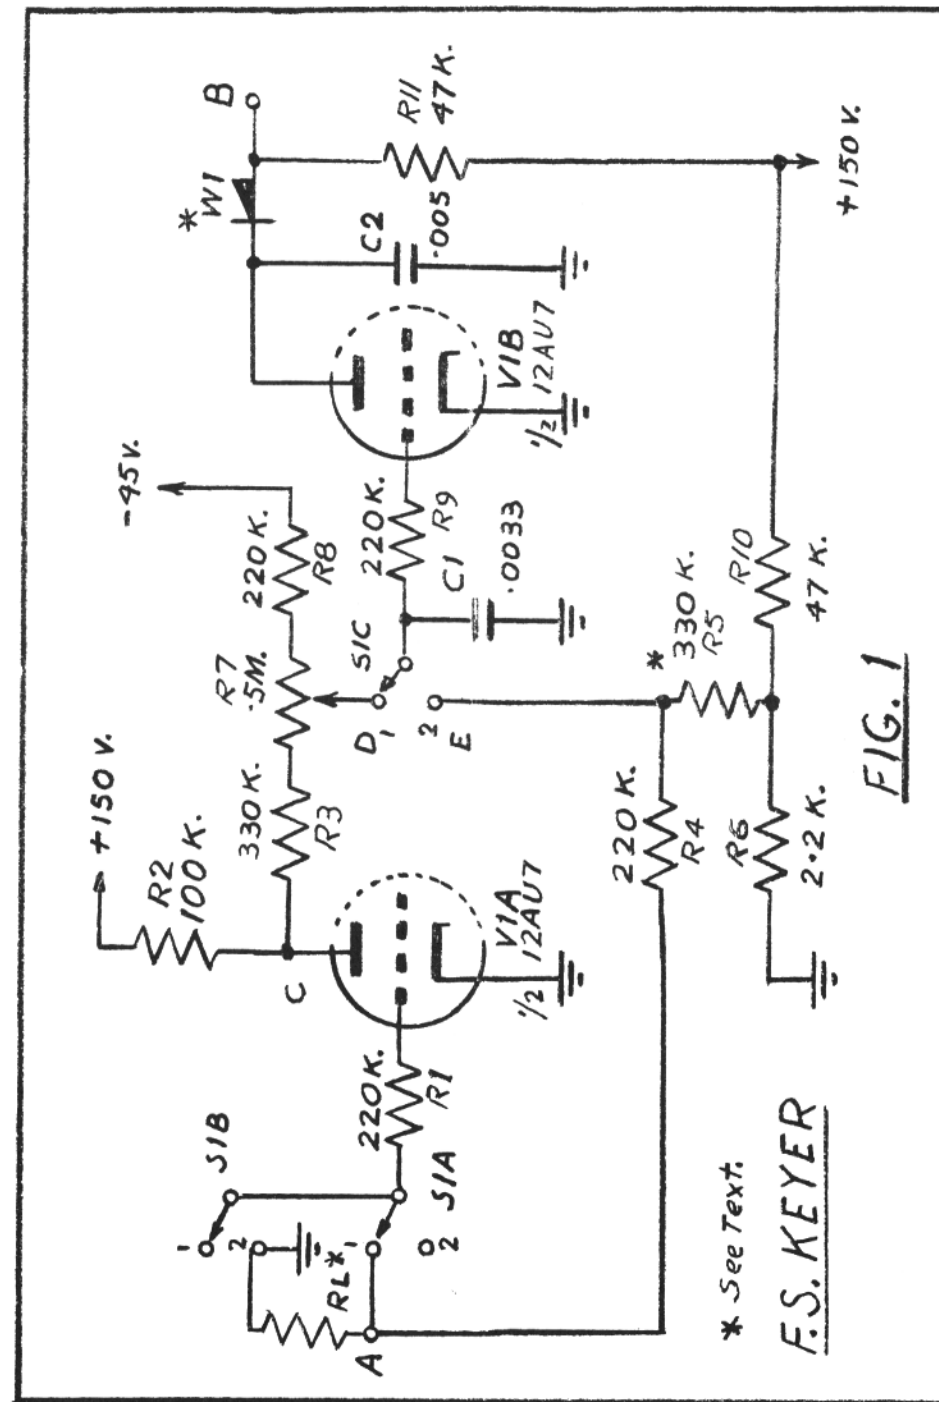 S1B
1
2
RL*
A
1
S1A
2
220K.
R1
+150 V.
R2
100K.
C
V1A
½ 12AU7
330K.
R3
R7
.5M.
220K.
R8
-45V.
D
1
S1C
2
E
220K.
R9
C1
.0033
V1B
½ 12AU7
*
W1
B
C2
.005
R11
47K.
+150V.
220K.
R4
*
330K.
R5
R6
2.2K.
R10
47K.
* See Text.
F.S. KEYER
FIG. 1